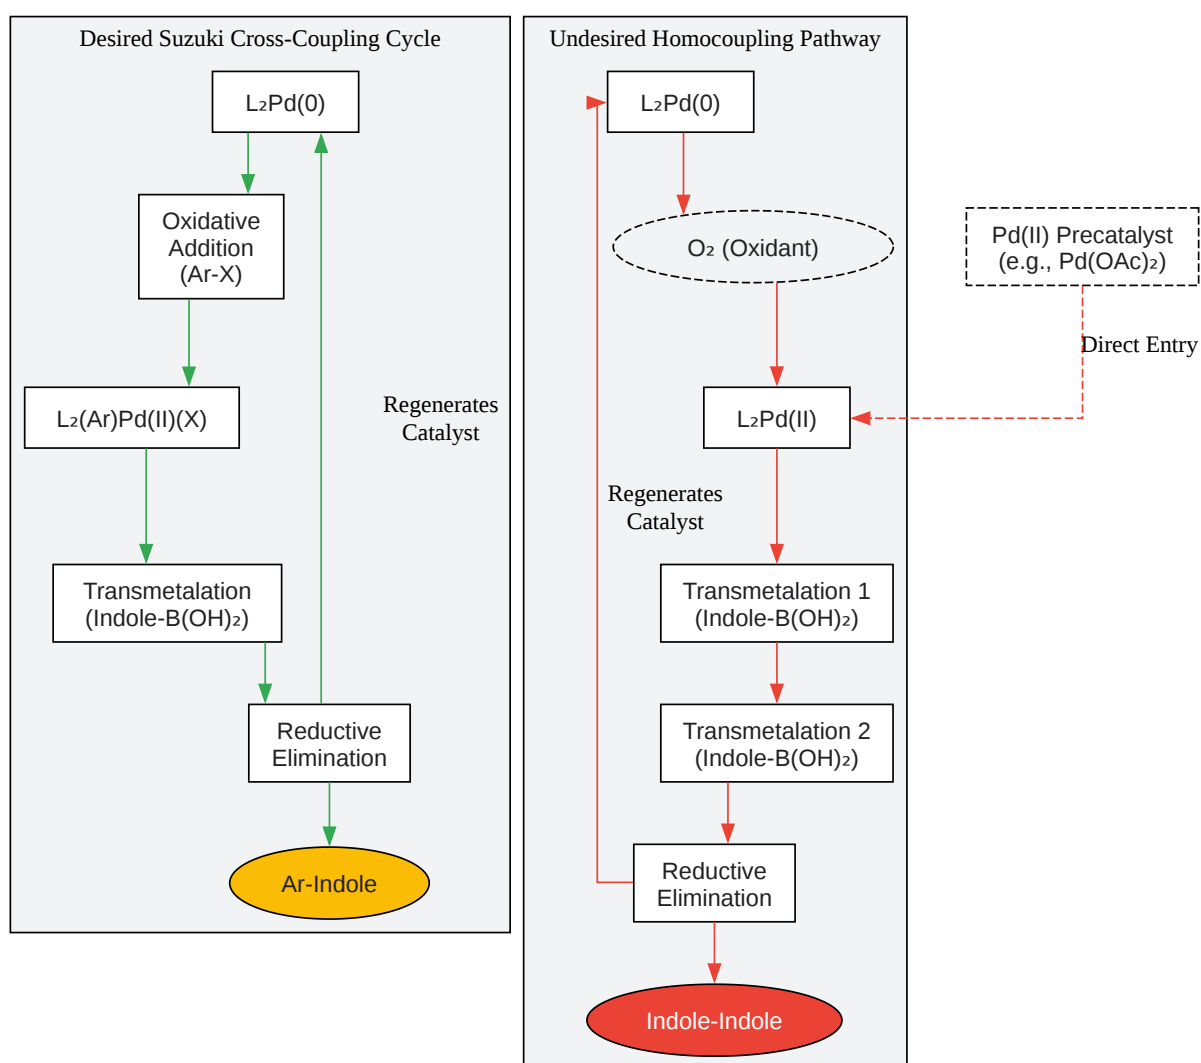 Desired Suzuki Cross-Coupling Cycle
L₂Pd(0)
Oxidative
Addition
(Ar-X)
L₂(Ar)Pd(II)(X)
Regenerates
Catalyst
Transmetalation
(Indole-B(OH)₂)
Reductive
Elimination
Ar-Indole
Undesired Homocoupling Pathway
L₂Pd(0)
O₂ (Oxidant)
L₂Pd(II)
Regenerates
Catalyst
Transmetalation 1
(Indole-B(OH)₂)
Transmetalation 2
(Indole-B(OH)₂)
Reductive
Elimination
Indole-Indole
Pd(II) Precatalyst
(e.g., Pd(OAc)₂)
Direct Entry